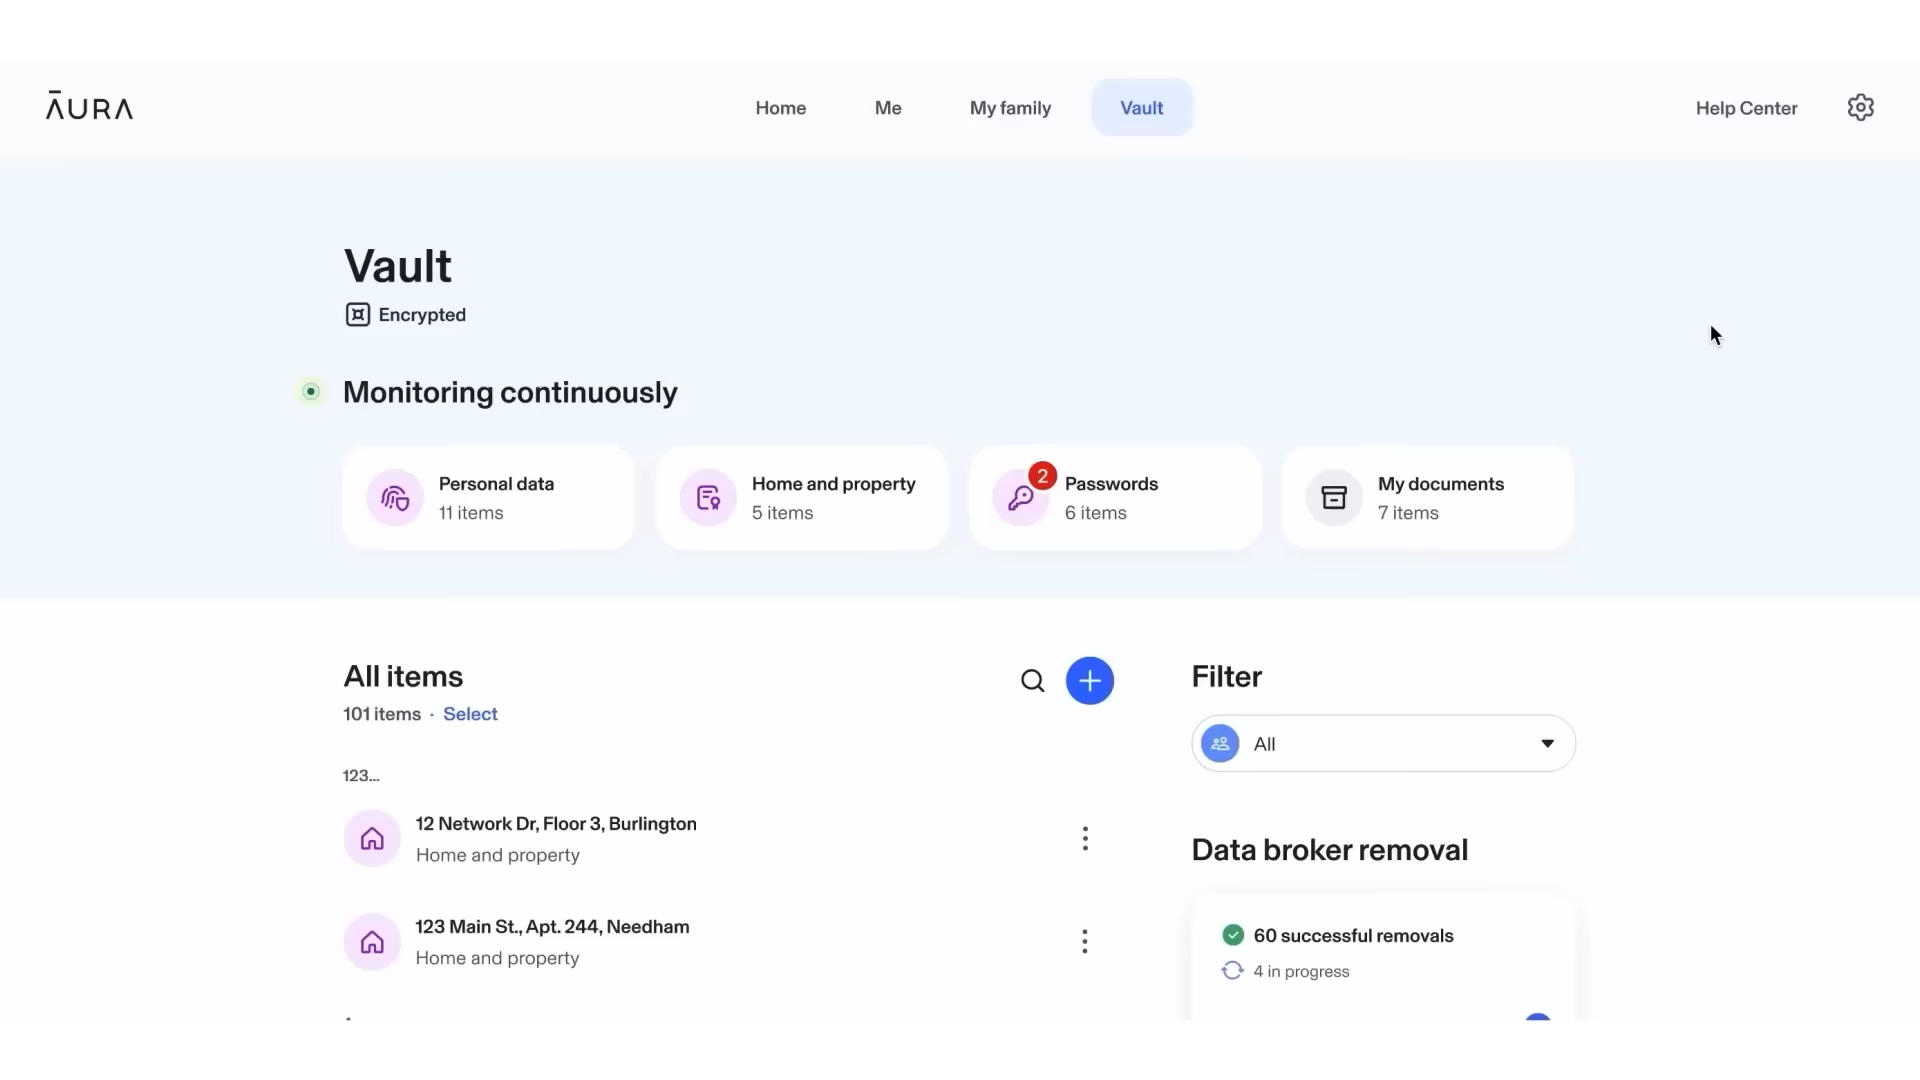 ĀURA
Home
Me
My family
Vault
Help Center
Vault
Encrypted
Monitoring continuously
Personal data
11 items
Home and property
5 items
2
Passwords
6 items
My documents
7 items
All items
101 items · Select
123...
12 Network Dr, Floor 3, Burlington
Home and property
123 Main St., Apt. 244, Needham
Home and property
Filter
All
Data broker removal
60 successful removals
4 in progress